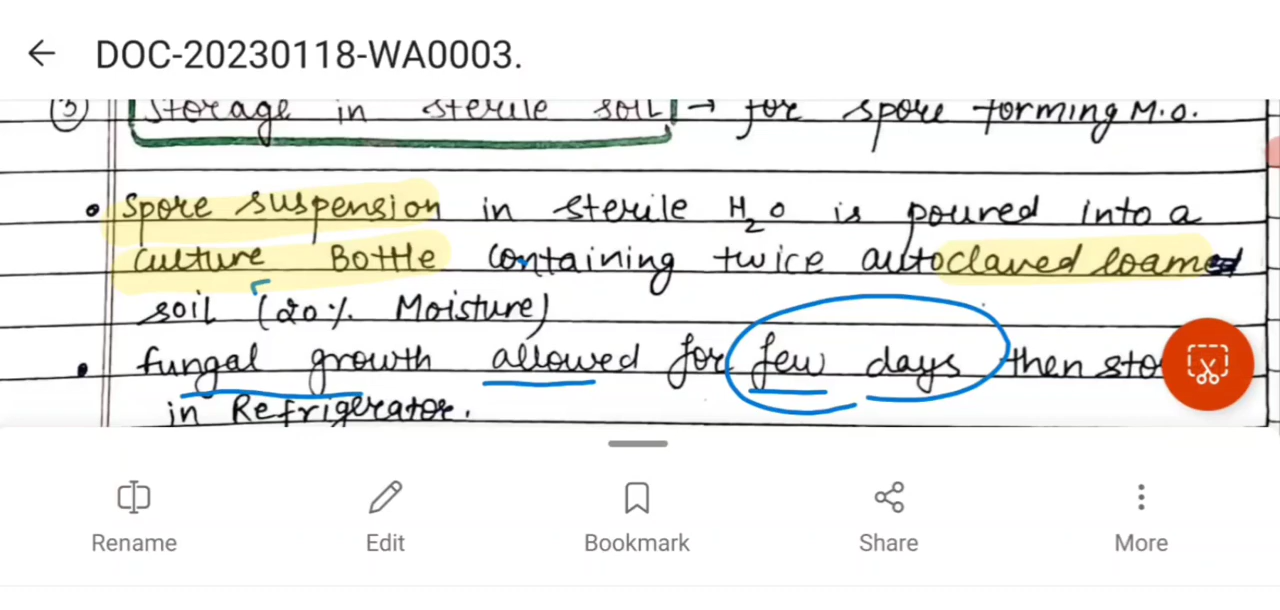 DOC-20230118-WA0003.
(3) Storage in sterile soil → for spore forming M.O.
• Spore suspension in sterile H₂O is poured into a
culture Bottle containing twice autoclaved loam
soil (20% Moisture)
• fungal growth allowed for few days then sto
in Refrigerator.
Rename Edit Bookmark Share More